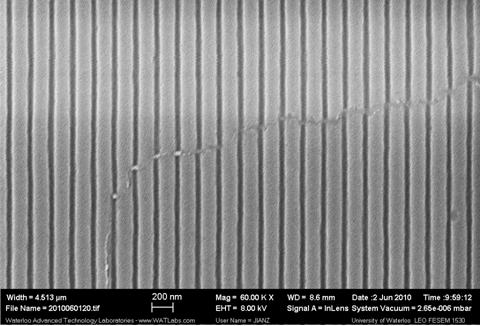 Width = 4.513 µm 200 nm Mag = 60.00 K X WD = 8.6 mm Date :2 Jun 2010 Time :9:59:12
File Name = 2010060120.tif EHT = 8.00 kV Signal A = InLens System Vacuum = 2.65e-006 mbar
Waterloo Advanced Technology Laboratories - www.WATLabs.com User Name = JIANZ University of Waterloo LEO FESEM 1530